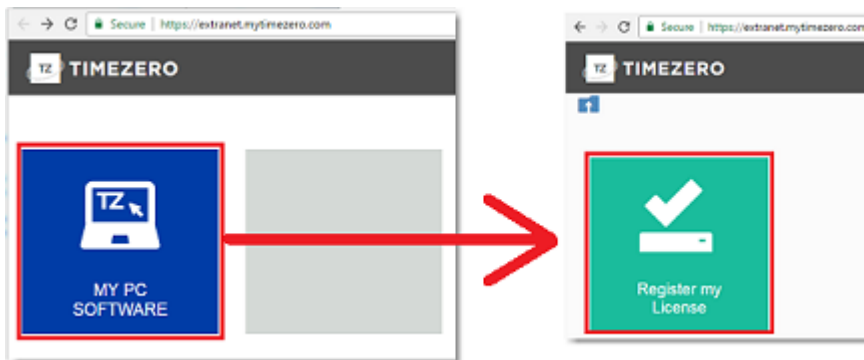 Secure | https://extranet.mytimezero.com
TZ TIMEZERO
TZ
MY PC
SOFTWARE
Secure | https://extranet.mytimezero.com
TZ TIMEZERO
Register my
License